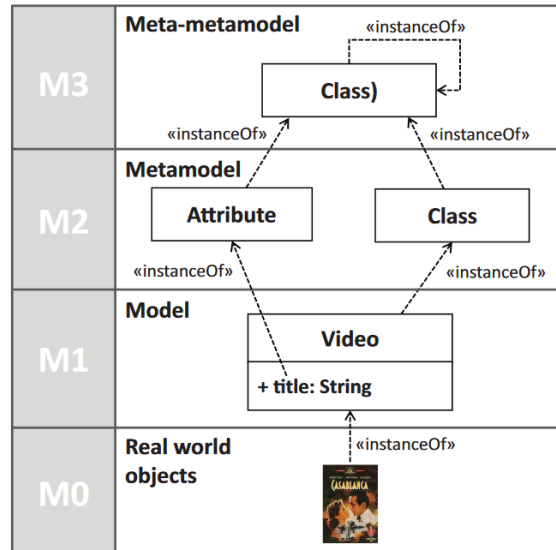 M3
Meta-metamodel
«instanceOf»
Class)
«instanceOf»
«instanceOf»
M2
Metamodel
Attribute
Class
«instanceOf»
«instanceOf»
M1
Model
Video
+ title: String
M0
Real world
objects
«instanceOf»
CASABLANCA